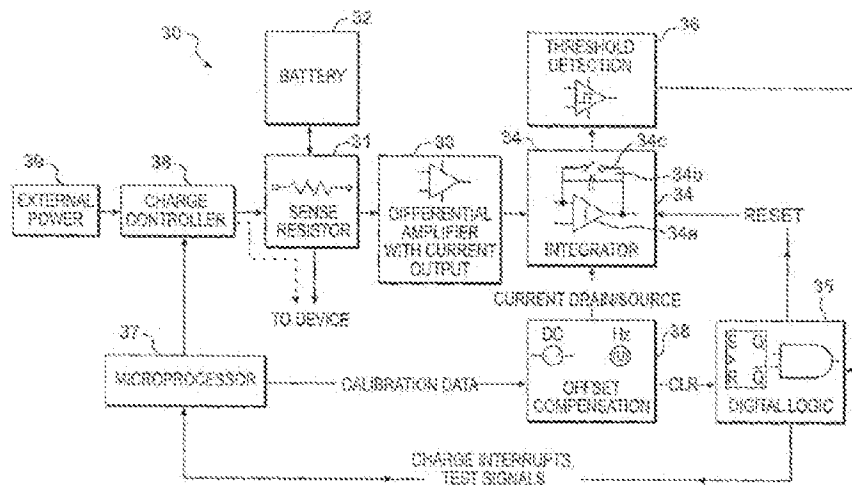 30
32
BATTERY
36
THRESHOLD
DETECTION
39
EXTERNAL
POWER
38
CHARGE
CONTROLLER
31
SENSE
RESISTOR
33
DIFFERENTIAL
AMPLIFIER
WITH CURRENT
OUTPUT
34
34c
34b
34
34a
INTEGRATOR
RESET
TO DEVICE
CURRENT DRAIN/SOURCE
37
MICROPROCESSOR
CALIBRATION DATA
DC
38
OFFSET
COMPENSATION
CLR
35
DIGITAL LOGIC
CHARGE INTERRUPTS,
TEST SIGNALS